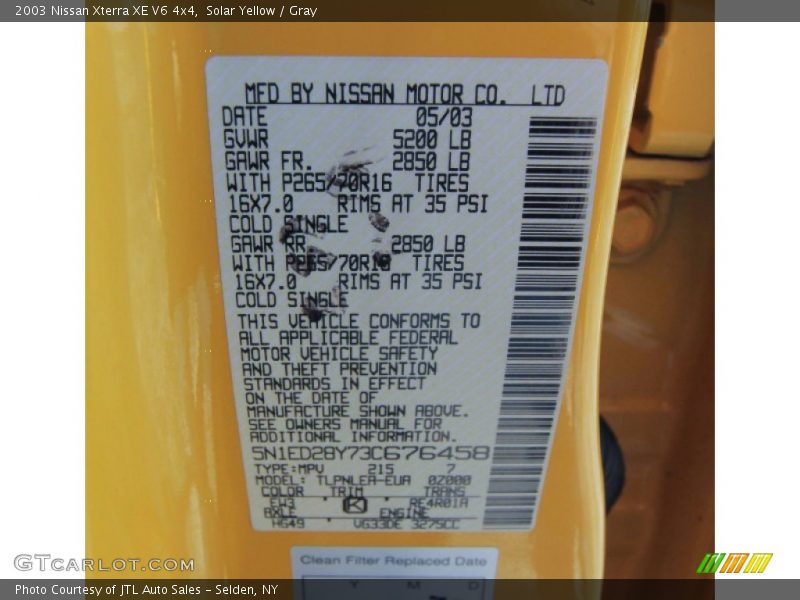 2003 Nissan Xterra XE V6 4x4, Solar Yellow / Gray
MFD BY NISSAN MOTOR CO. LTD
DATE 05/03
GVWR 5200 LB
GAWR FR. 2850 LB
WITH P265/70R16 TIRES
16X7.0 RIMS AT 35 PSI
COLD SINGLE
GAWR RR. 2850 LB
WITH P265/70R16 TIRES
16X7.0 RIMS AT 35 PSI
COLD SINGLE
THIS VEHICLE CONFORMS TO
ALL APPLICABLE FEDERAL
MOTOR VEHICLE SAFETY
AND THEFT PREVENTION
STANDARDS IN EFFECT
ON THE DATE OF
MANUFACTURE SHOWN ABOVE.
SEE OWNERS MANUAL FOR
ADDITIONAL INFORMATION.
5N1ED28Y73C676458
TYPE:MPV 215 7
MODEL: TLPNLEA-EUA 0Z000
COLOR TRIM TRANS
EW3 K RE4R01A
AXLE ENGINE
HG49 VG33DE 3275CC
Clean Filter Replaced Date
Y M D
GTCarLot.com
Photo Courtesy of JTL Auto Sales - Selden, NY